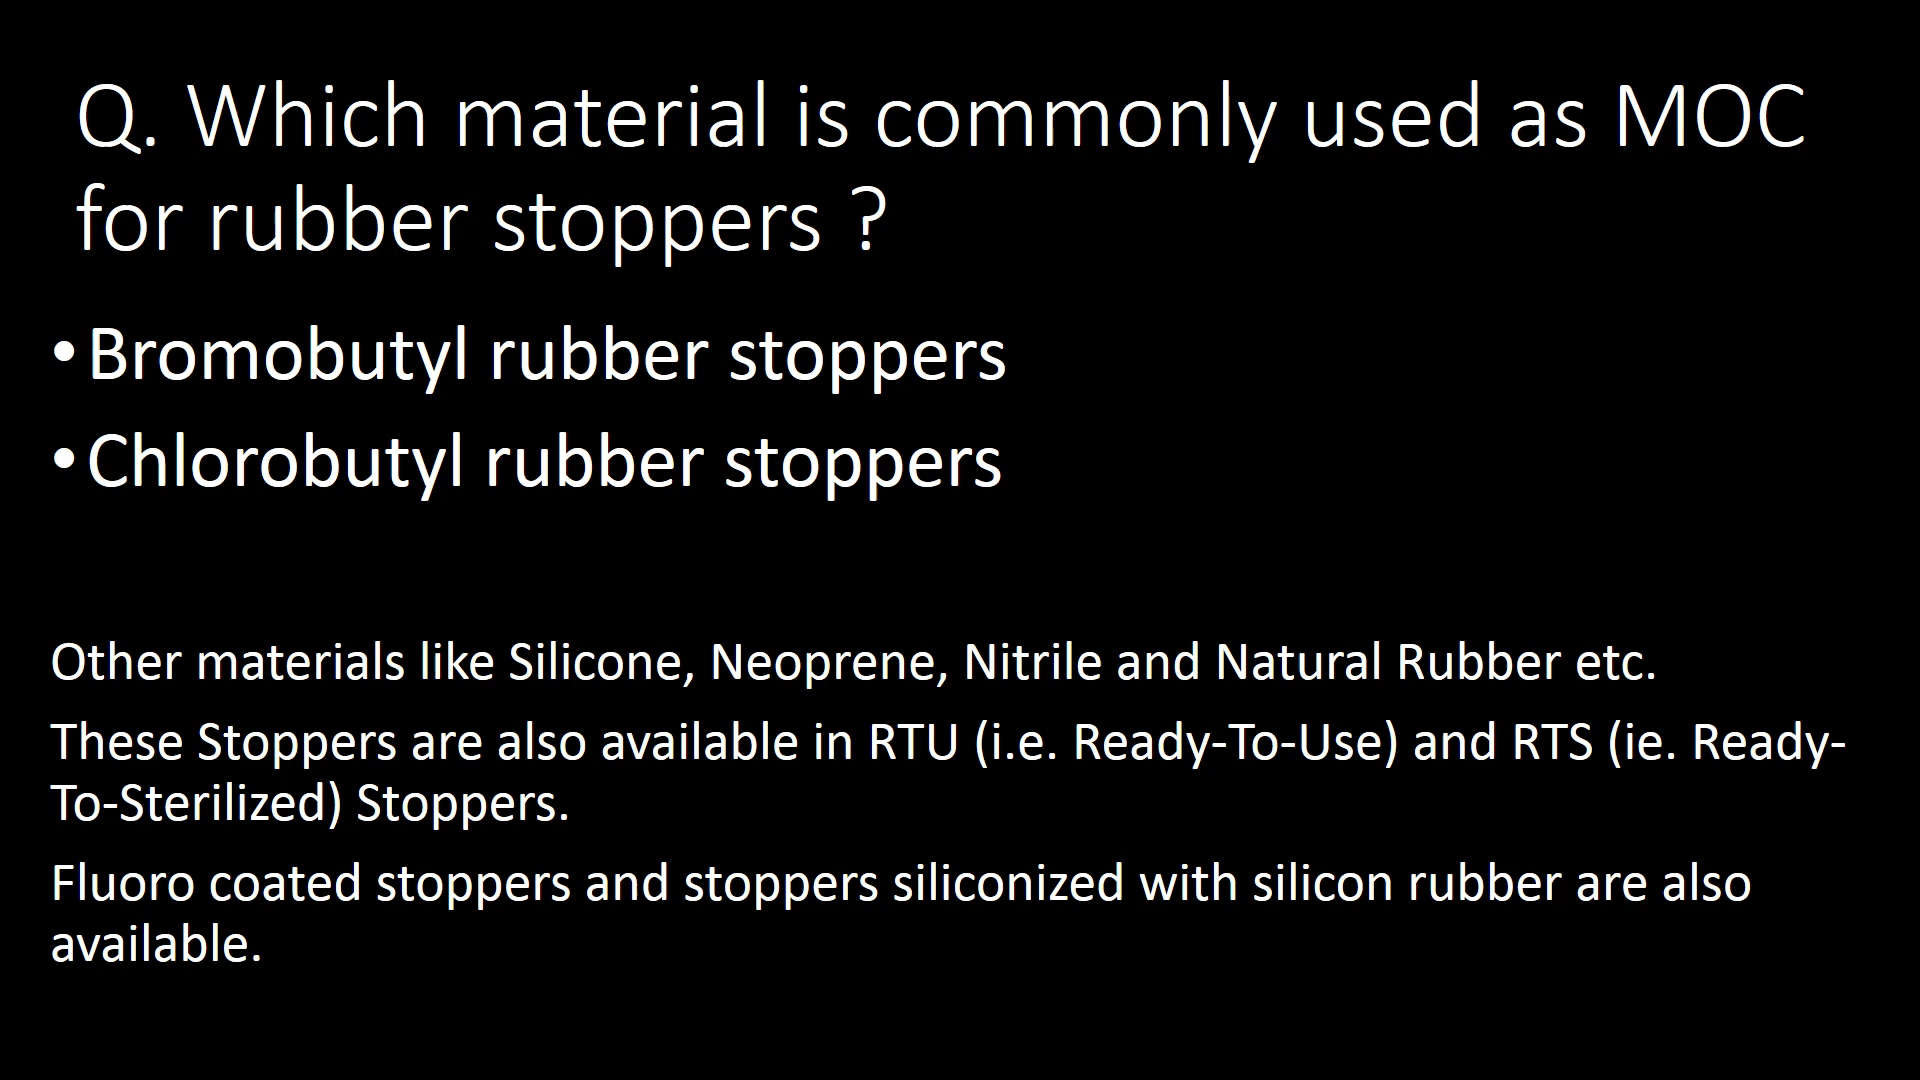 Q. Which material is commonly used as MOC
for rubber stoppers ?
•Bromobutyl rubber stoppers
•Chlorobutyl rubber stoppers
Other materials like Silicone, Neoprene, Nitrile and Natural Rubber etc.
These Stoppers are also available in RTU (i.e. Ready-To-Use) and RTS (ie. Ready-
To-Sterilized) Stoppers.
Fluoro coated stoppers and stoppers siliconized with silicon rubber are also
available.